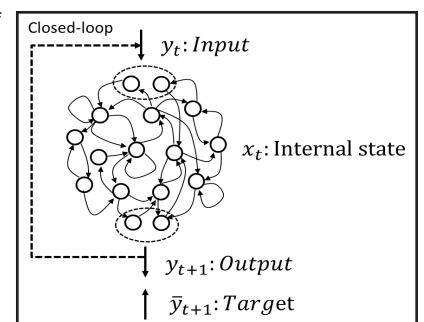 Closed-loop
y_t: Input
x_t: Internal state
y_{t+1}: Output
ȳ_{t+1}: Target